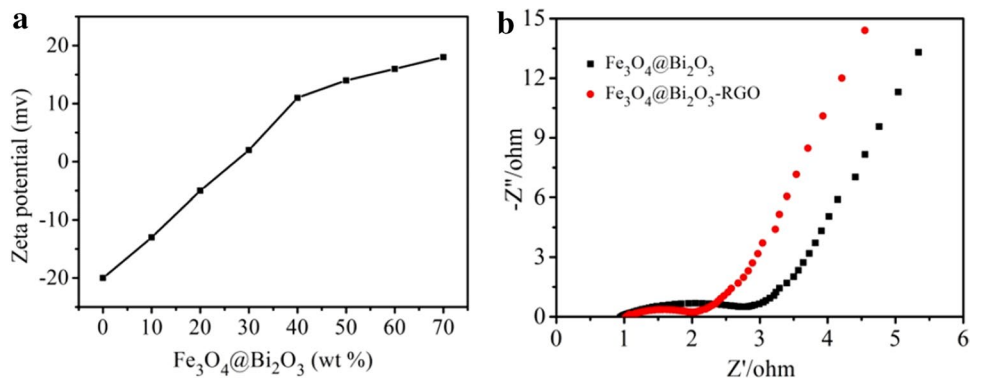 a
Zeta potential (mv)
20
10
0
-10
-20
0 10 20 30 40 50 60 70
Fe₃O₄@Bi₂O₃ (wt %)
b
-Z''/ohm
15
12
9
6
3
0
Fe₃O₄@Bi₂O₃
Fe₃O₄@Bi₂O₃-RGO
0 1 2 3 4 5 6
Z'/ohm